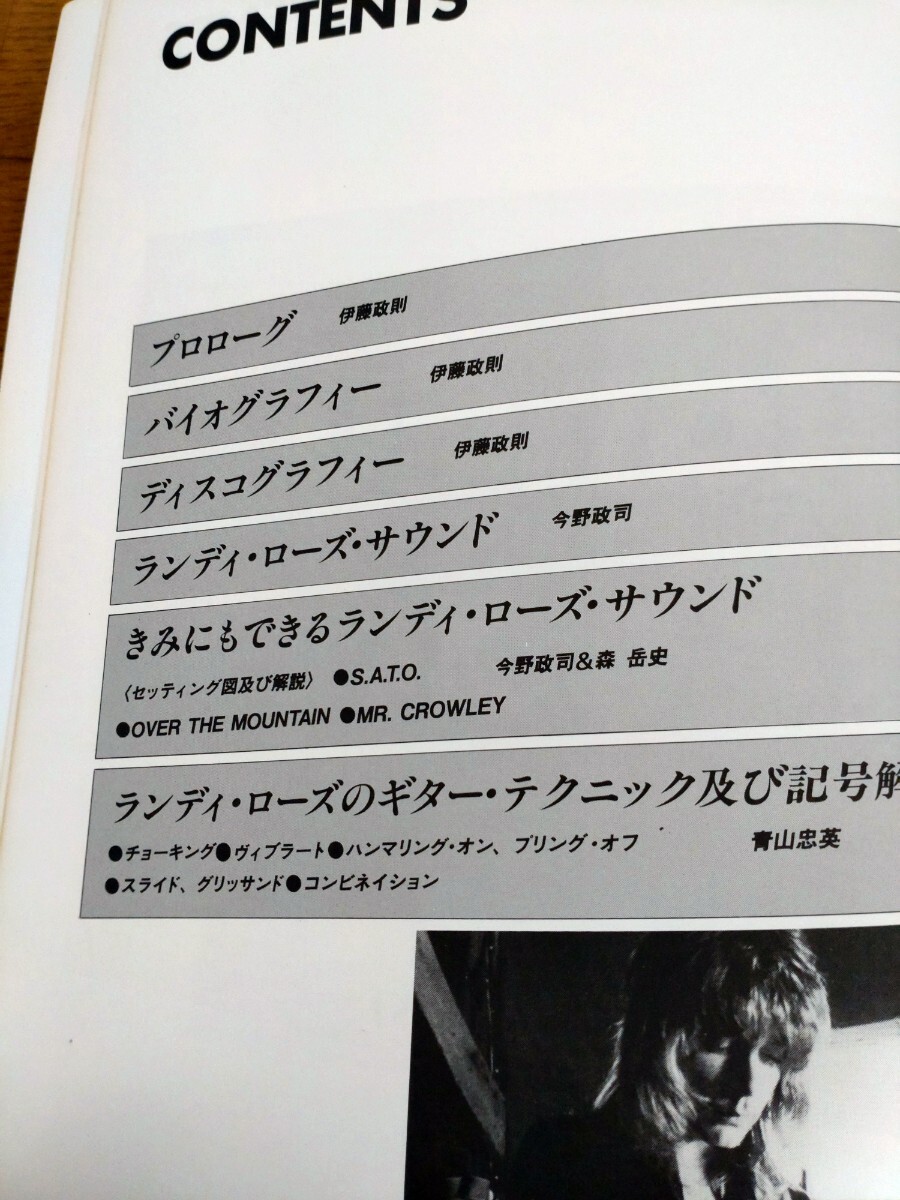 CONTENTS
プロローグ 伊藤政則
バイオグラフィー 伊藤政則
ディスコグラフィー 伊藤政則
ランディ・ローズ・サウンド 今野政司
きみにもできるランディ・ローズ・サウンド
〈セッティング図及び解説〉 ●S.A.T.O. 今野政司&森 岳史
●OVER THE MOUNTAIN ●MR. CROWLEY
ランディ・ローズのギター・テクニック及び記号解
●チョーキング●ヴィブラート●ハンマリング・オン、プリング・オフ 青山忠英
●スライド、グリッサンド●コンビネイション